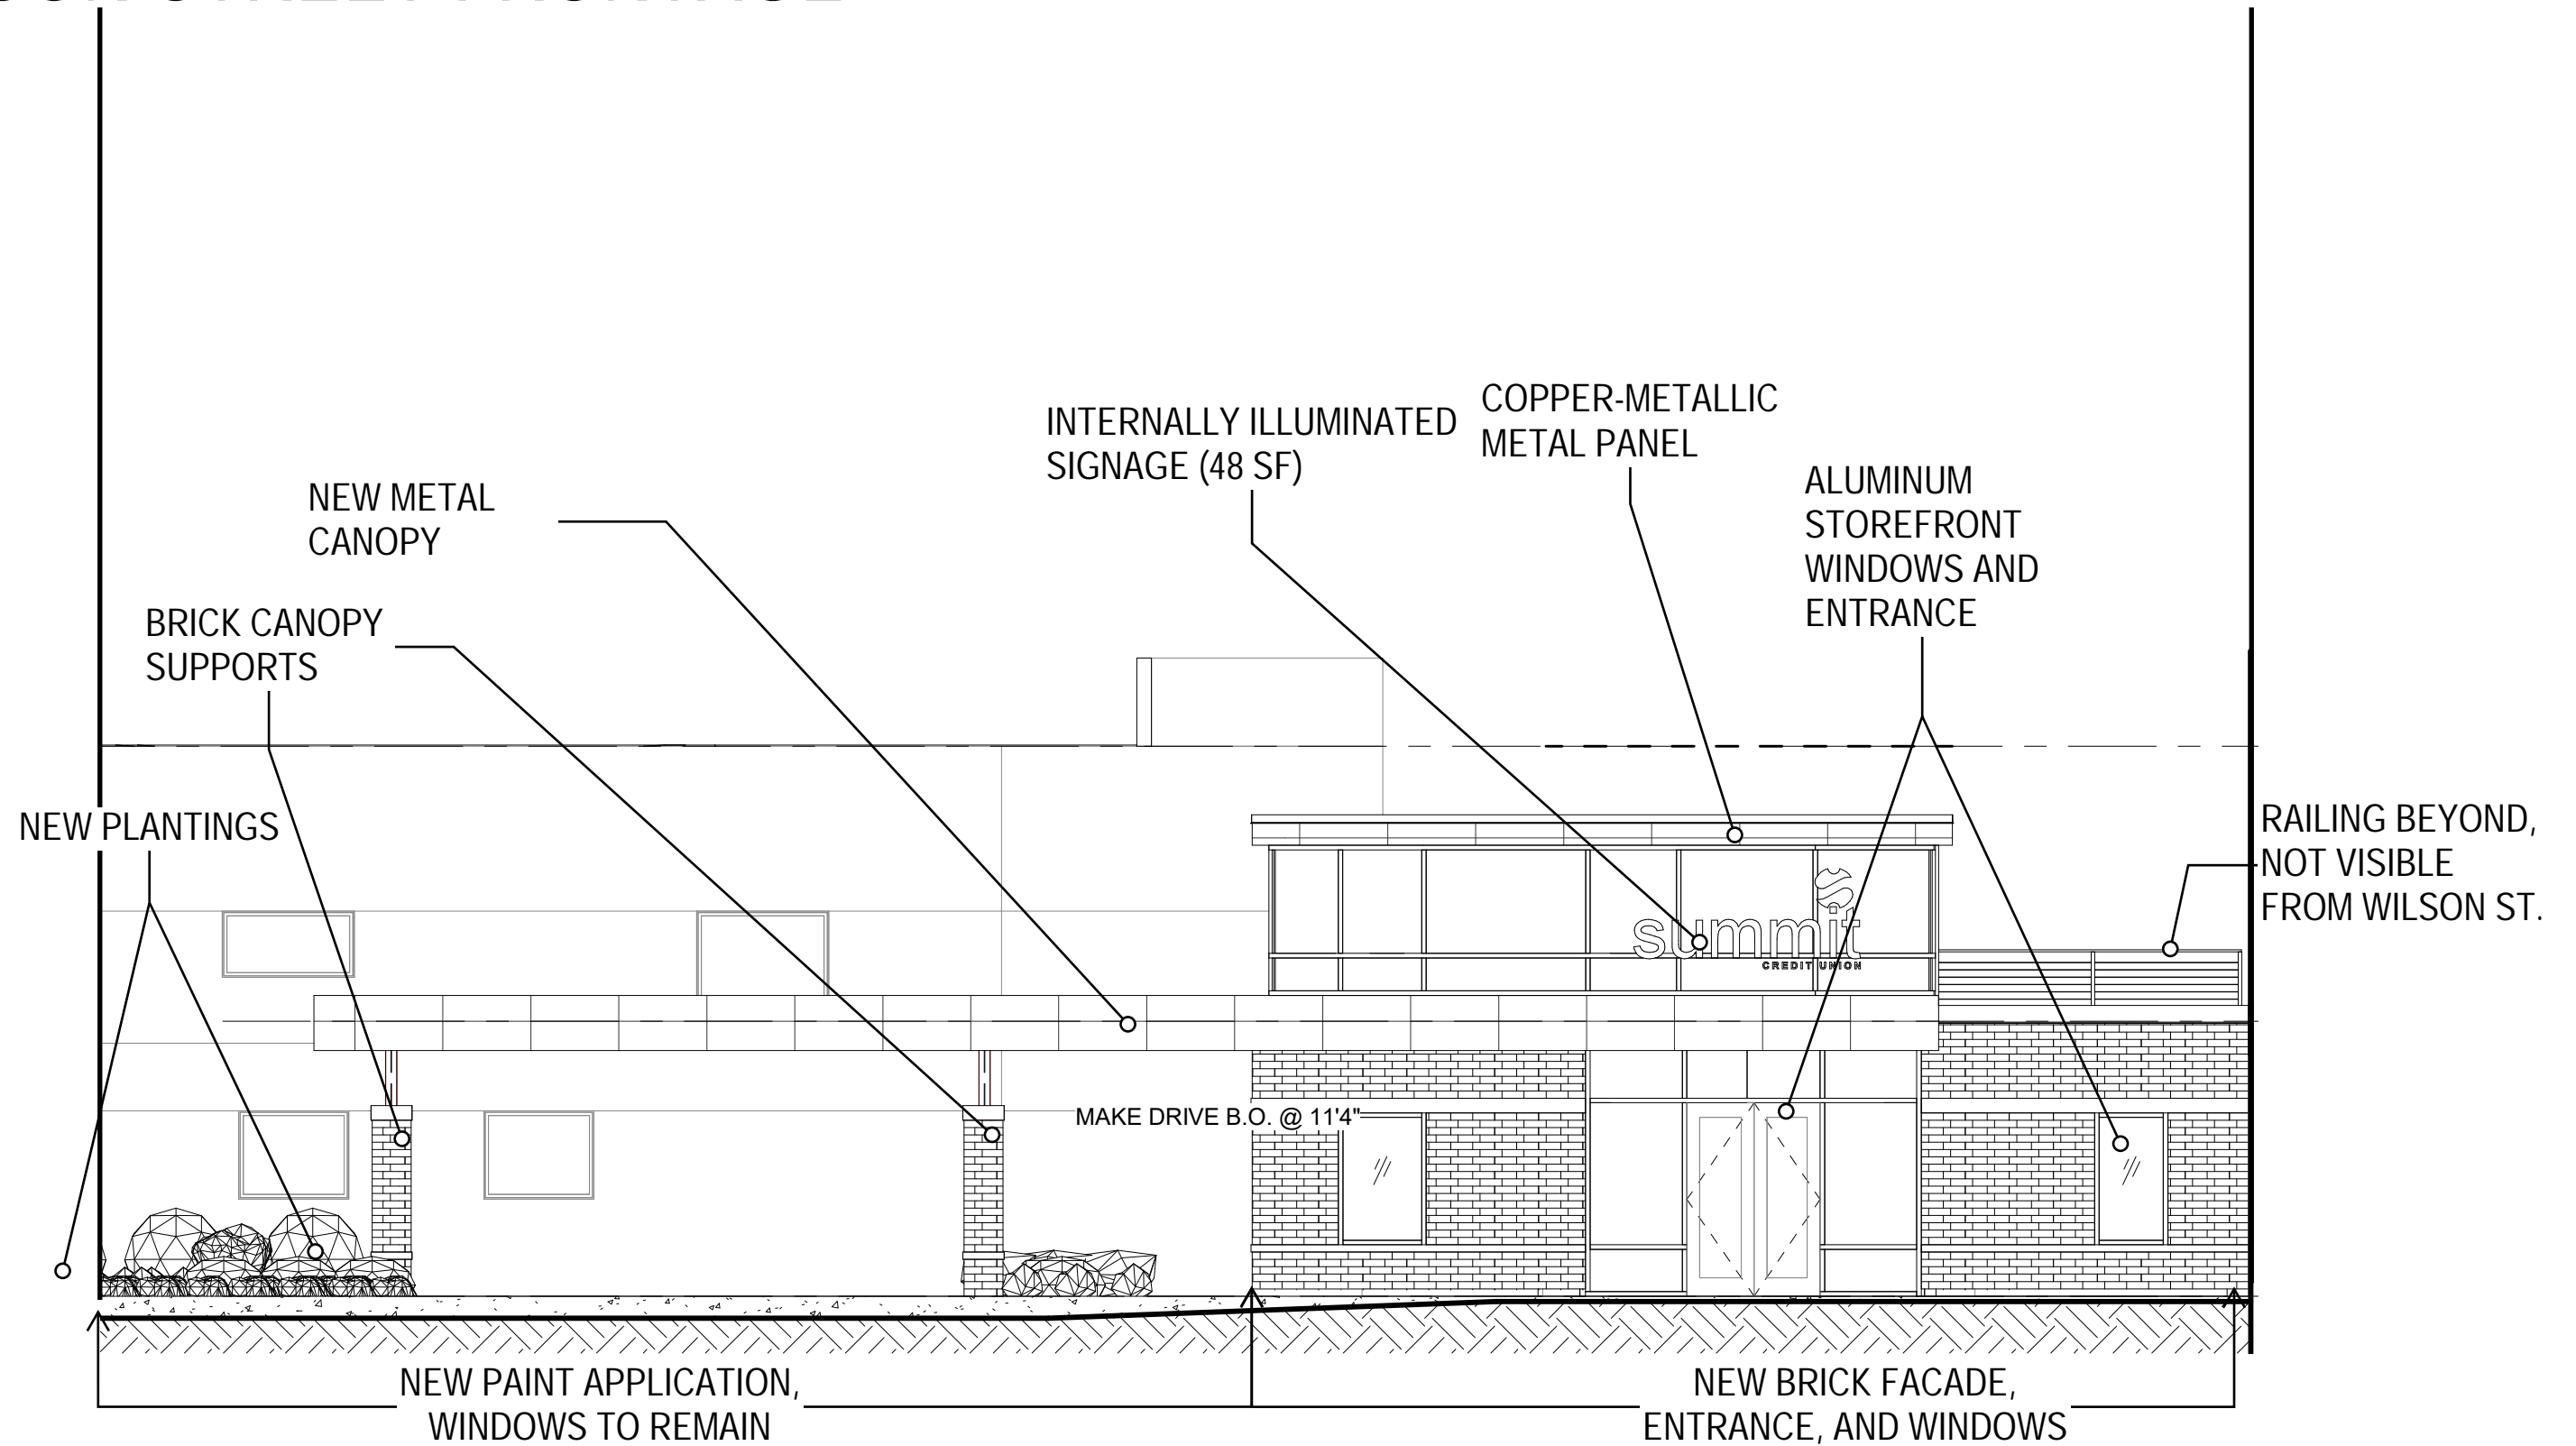 INTERNALLY ILLUMINATED
SIGNAGE (48 SF)
COPPER-METALLIC
METAL PANEL
ALUMINUM
STOREFRONT
WINDOWS AND
ENTRANCE
NEW METAL
CANOPY
BRICK CANOPY
SUPPORTS
NEW PLANTINGS
RAILING BEYOND,
NOT VISIBLE
FROM WILSON ST.
summit
CREDIT UNION
MAKE DRIVE B.O. @ 11'4"
NEW PAINT APPLICATION,
WINDOWS TO REMAIN
NEW BRICK FACADE,
ENTRANCE, AND WINDOWS